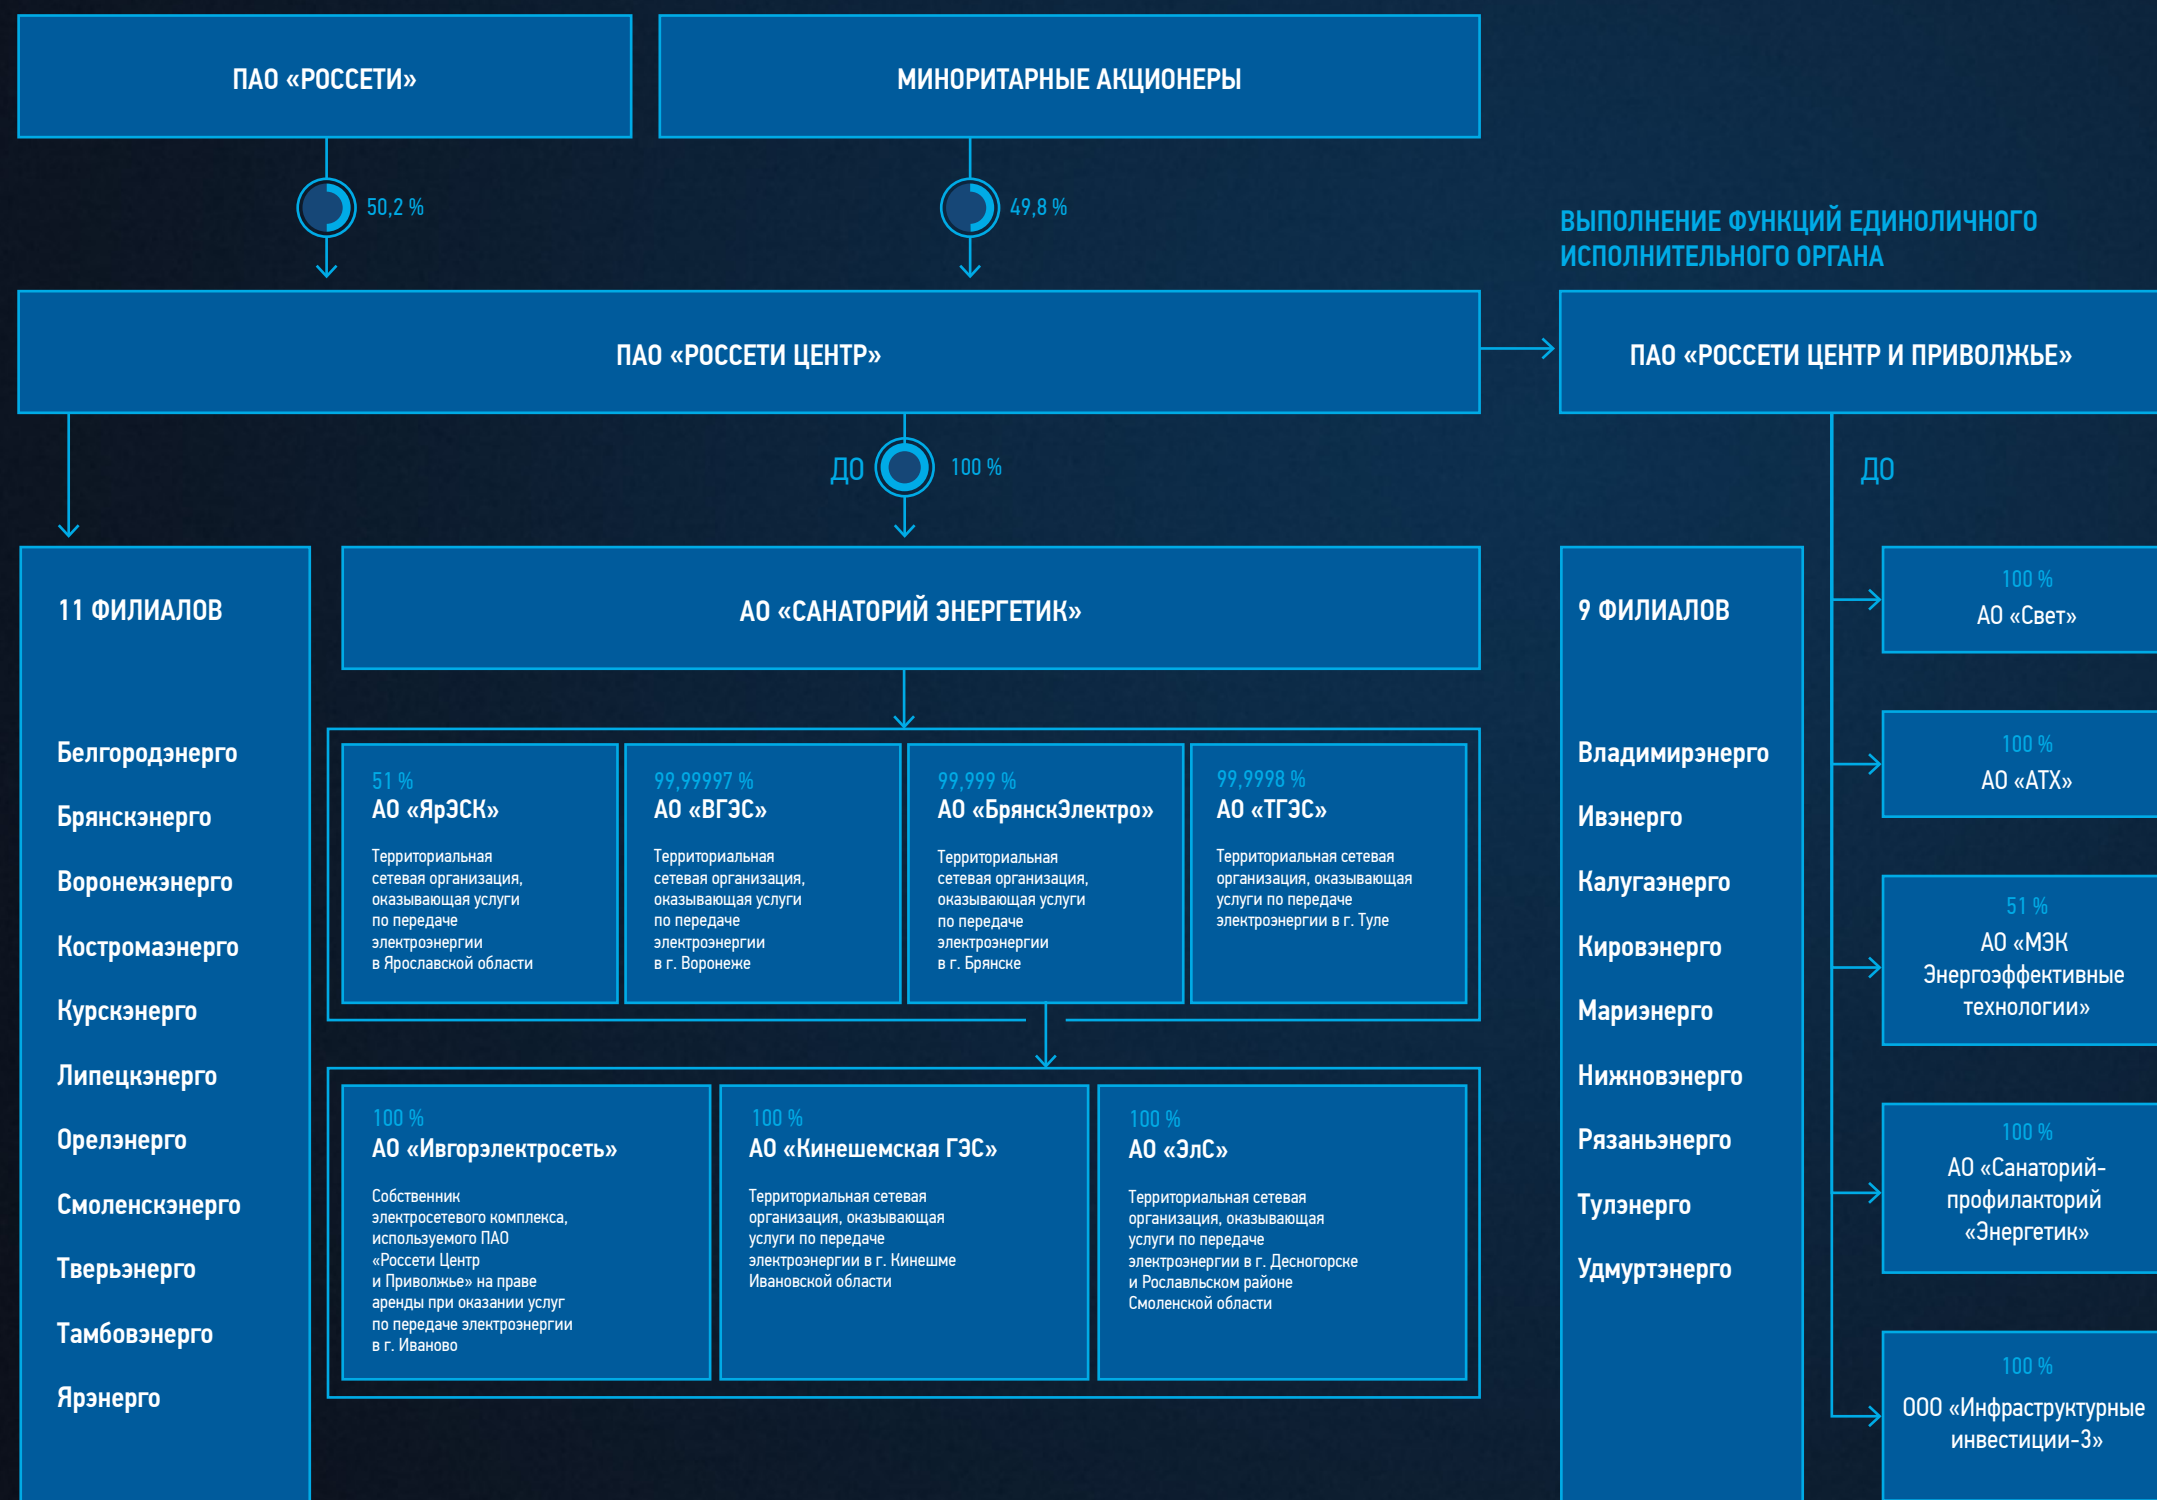 ПАО «РОССЕТИ»
МИНОРИТАРНЫЕ АКЦИОНЕРЫ
50,2 %
49,8 %
ВЫПОЛНЕНИЕ ФУНКЦИЙ ЕДИНОЛИЧНОГО
ИСПОЛНИТЕЛЬНОГО ОРГАНА
ПАО «РОССЕТИ ЦЕНТР»
ПАО «РОССЕТИ ЦЕНТР И ПРИВОЛЖЬЕ»
ДО
100 %
ДО
11 ФИЛИАЛОВ
Белгородэнерго
Брянскэнерго
Воронежэнерго
Костромаэнерго
Курскэнерго
Липецкэнерго
Орелэнерго
Смоленскэнерго
Тверьэнерго
Тамбовэнерго
Ярэнерго
АО «САНАТОРИЙ ЭНЕРГЕТИК»
51 %
АО «ЯрЭСК»
Территориальная
сетевая организация,
оказывающая услуги
по передаче
электроэнергии
в Ярославской области
99,99997 %
АО «ВГЭС»
Территориальная
сетевая организация,
оказывающая услуги
по передаче
электроэнергии
в г. Воронеже
99,999 %
АО «БрянскЭлектро»
Территориальная
сетевая организация,
оказывающая услуги
по передаче
электроэнергии
в г. Брянске
99,9998 %
АО «ТГЭС»
Территориальная сетевая
организация, оказывающая
услуги по передаче
электроэнергии в г. Туле
100 %
АО «Ивгорэлектросеть»
Собственник
электросетевого комплекса,
используемого ПАО
«Россети Центр
и Приволжье» на праве
аренды при оказании услуг
по передаче электроэнергии
в г. Иваново
100 %
АО «Кинешемская ГЭС»
Территориальная сетевая
организация, оказывающая
услуги по передаче
электроэнергии в г. Кинешме
Ивановской области
100 %
АО «ЭлС»
Территориальная сетевая
организация, оказывающая
услуги по передаче
электроэнергии в г. Десногорске
и Рославльском районе
Смоленской области
9 ФИЛИАЛОВ
Владимирэнерго
Ивэнерго
Калугаэнерго
Кировэнерго
Мариэнерго
Нижновэнерго
Рязаньэнерго
Тулэнерго
Удмуртэнерго
100 %
АО «Свет»
100 %
АО «АТХ»
51 %
АО «МЭК
Энергоэффективные
технологии»
100 %
АО «Санаторий-
профилакторий
«Энергетик»
100 %
ООО «Инфраструктурные
инвестиции-3»